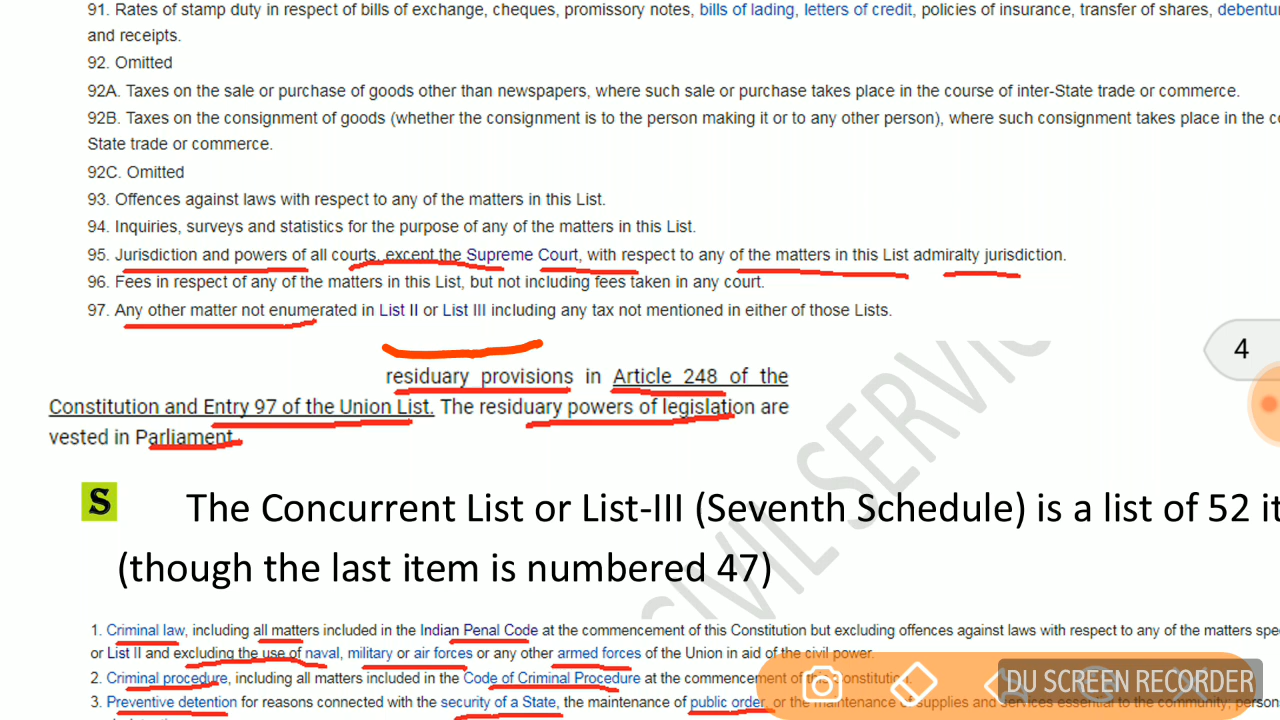 91. Rates of stamp duty in respect of bills of exchange, cheques, promissory notes, bills of lading, letters of credit, policies of insurance, transfer of shares,
and receipts.
92. Omitted
92A. Taxes on the sale or purchase of goods other than newspapers, where such sale or purchase takes place in the course of inter-State trade or commerce.
92B. Taxes on the consignment of goods (whether the consignment is to the person making it or to any other person), where such consignment takes place in the
State trade or commerce.
92C. Omitted
93. Offences against laws with respect to any of the matters in this List.
94. Inquiries, surveys and statistics for the purpose of any of the matters in this List.
95. Jurisdiction and powers of all courts, except the Supreme Court, with respect to any of the matters in this List admiralty jurisdiction.
96. Fees in respect of any of the matters in this List, but not including fees taken in any court.
97. Any other matter not enumerated in List II or List III including any tax not mentioned in either of those Lists.
4
residuary provisions in Article 248 of the
Constitution and Entry 97 of the Union List. The residuary powers of legislation are
vested in Parliament
S The Concurrent List or List-III (Seventh Schedule) is a list of 52
(though the last item is numbered 47)
CIVIL SERVIC
1. Criminal law, including all matters included in the Indian Penal Code at the commencement of this Constitution but excluding offences against laws with respect to any of the matters
or List II and excluding the use of naval, military or air forces or any other armed forces of the Union in aid of the civil power.
2. Criminal procedure, including all matters included in the Code of Criminal Procedure at the commencement of this Constitution.
3. Preventive detention for reasons connected with the security of a State, the maintenance of public order, or the maintenance of supplies and services essential to the community;
DU SCREEN RECORDER